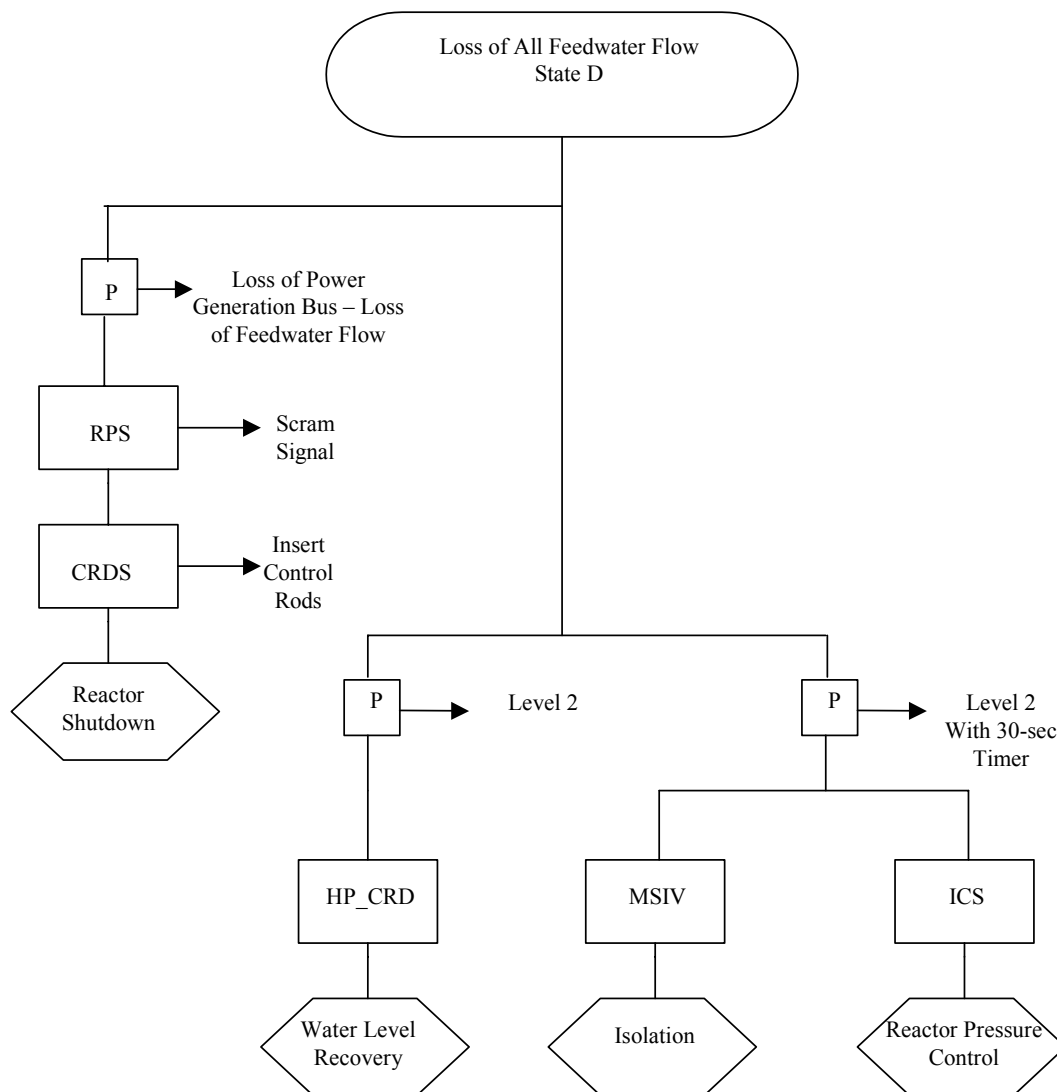 Loss of All Feedwater Flow
State D
P
Loss of Power
Generation Bus – Loss
of Feedwater Flow
RPS
Scram
Signal
CRDS
Insert
Control
Rods
Reactor
Shutdown
P
Level 2
P
Level 2
With 30-sec
Timer
HP_CRD
MSIV
ICS
Water Level
Recovery
Isolation
Reactor Pressure
Control